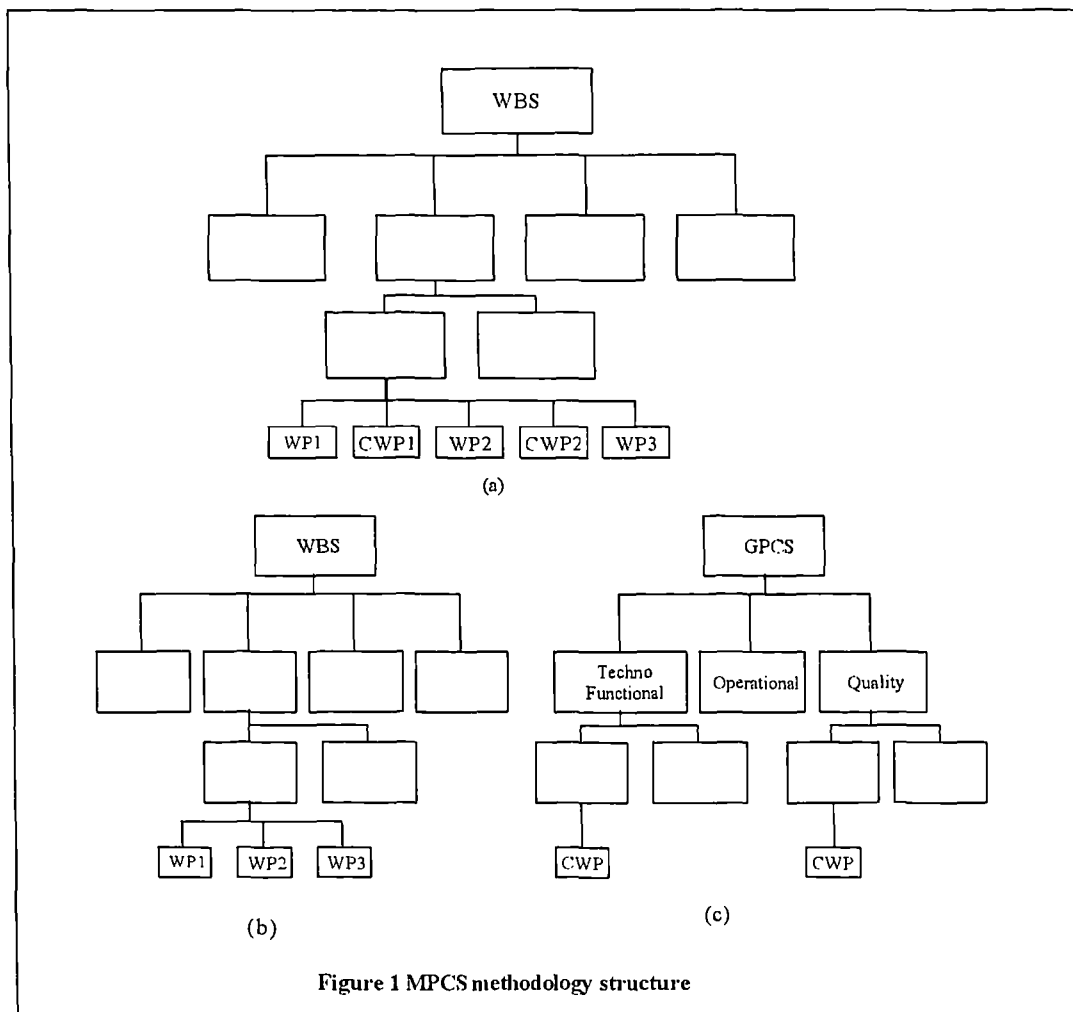 WBS
WP1 CWP1 WP2 CWP2 WP3
(a)
WBS GPCS
Techno
Functional Operational Quality
WP1 WP2 WP3 CWP CWP
(b) (c)
Figure 1 MPCS methodology structure